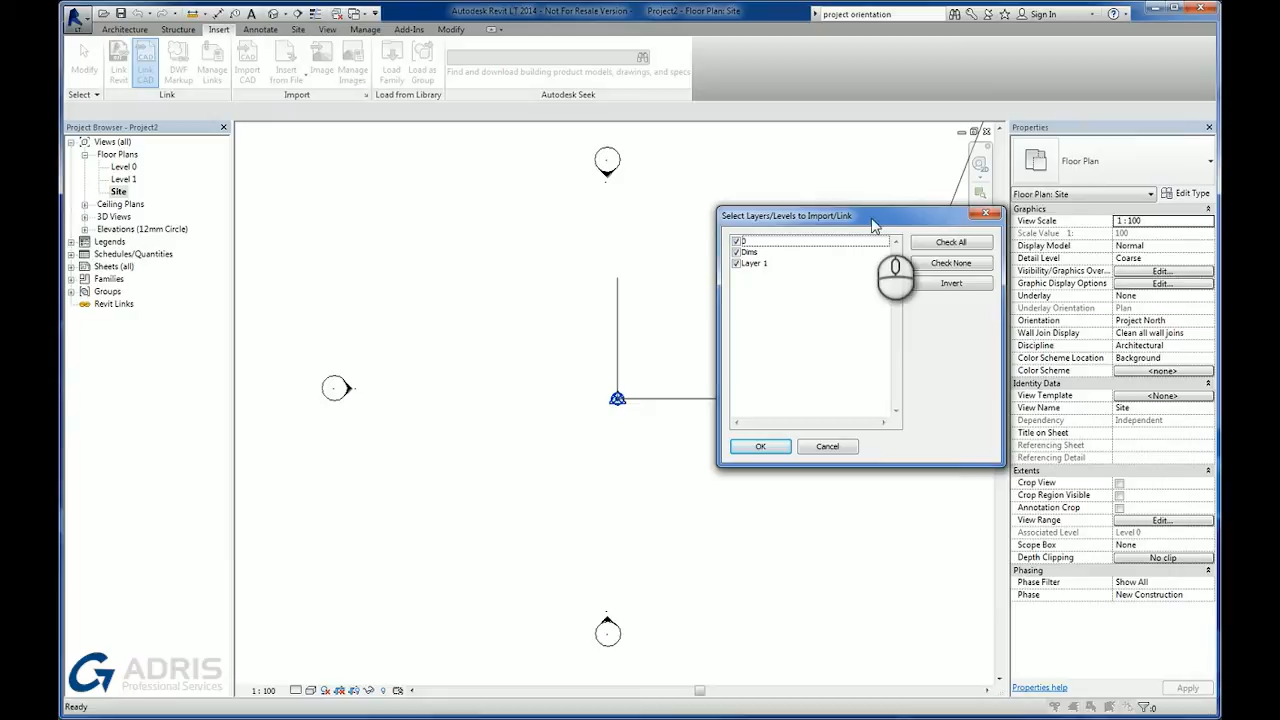 Autodesk Revit LT 2014 - Not For Resale Version - Project2 - Floor Plan: Site
project orientation
Sign In
LT
Architecture Structure Insert Annotate Site View Manage Add-Ins Modify
Modify
Link Revit
Link CAD
DWF Markup
Manage Links
Import CAD
Insert from File
Image
Manage Images
Load Family
Load as Group
Find and download building product models, drawings, and specs
Select
Link
Import
Load from Library
Autodesk Seek
Project Browser - Project2
Views (all)
Floor Plans
Level 0
Level 1
Site
Ceiling Plans
3D Views
Elevations (12mm Circle)
Legends
Schedules/Quantities
Sheets (all)
Families
Groups
Revit Links
Select Layers/Levels to Import/Link
0
Dims
Layer 1
Check All
Check None
Invert
OK
Cancel
Properties
Floor Plan
Floor Plan: Site
Edit Type
Graphics
View Scale 1 : 100
Scale Value 1: 100
Display Model Normal
Detail Level Coarse
Visibility/Graphics Over... Edit...
Graphic Display Options Edit...
Underlay None
Underlay Orientation Plan
Orientation Project North
Wall Join Display Clean all wall joins
Discipline Architectural
Color Scheme Location Background
Color Scheme <none>
Identity Data
View Template <None>
View Name Site
Dependency Independent
Title on Sheet
Referencing Sheet
Referencing Detail
Extents
Crop View
Crop Region Visible
Annotation Crop
View Range Edit...
Associated Level Level 0
Scope Box None
Depth Clipping No clip
Phasing
Phase Filter Show All
Phase New Construction
Properties help
Apply
ADRIS
Professional Services
1 : 100
Ready
:0